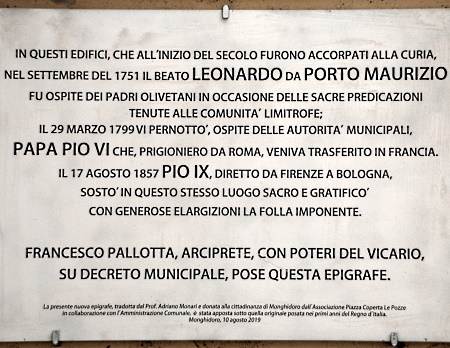 IN QUESTI EDIFICI, CHE ALL'INIZIO DEL SECOLO FURONO ACCORPATI ALLA CURIA,
NEL SETTEMBRE DEL 1751 IL BEATO LEONARDO DA PORTO MAURIZIO
FU OSPITE DEI PADRI OLIVETANI IN OCCASIONE DELLE SACRE PREDICAZIONI
TENUTE ALLE COMUNITA' LIMITROFE;
IL 29 MARZO 1799 VI PERNOTTO', OSPITE DELLE AUTORITA' MUNICIPALI,
PAPA PIO VI CHE, PRIGIONIERO DA ROMA, VENIVA TRASFERITO IN FRANCIA.
IL 17 AGOSTO 1857 PIO IX, DIRETTO DA FIRENZE A BOLOGNA,
SOSTO' IN QUESTO STESSO LUOGO SACRO E GRATIFICO'
CON GENEROSE ELARGIZIONI LA FOLLA IMPONENTE.
FRANCESCO PALLOTTA, ARCIPRETE, CON POTERI DEL VICARIO,
SU DECRETO MUNICIPALE, POSE QUESTA EPIGRAFE.
La presente nuova epigrafe, tradotta dal Prof. Adriano Monari e donata alla cittadinanza di Monghidoro dall'Associazione Piazza Coperta Le Pozze
in collaborazione con l'Amministrazione Comunale, è stata apposta sotto quella originale posata nei primi anni del Regno d'Italia.
Monghidoro, 10 agosto 2019